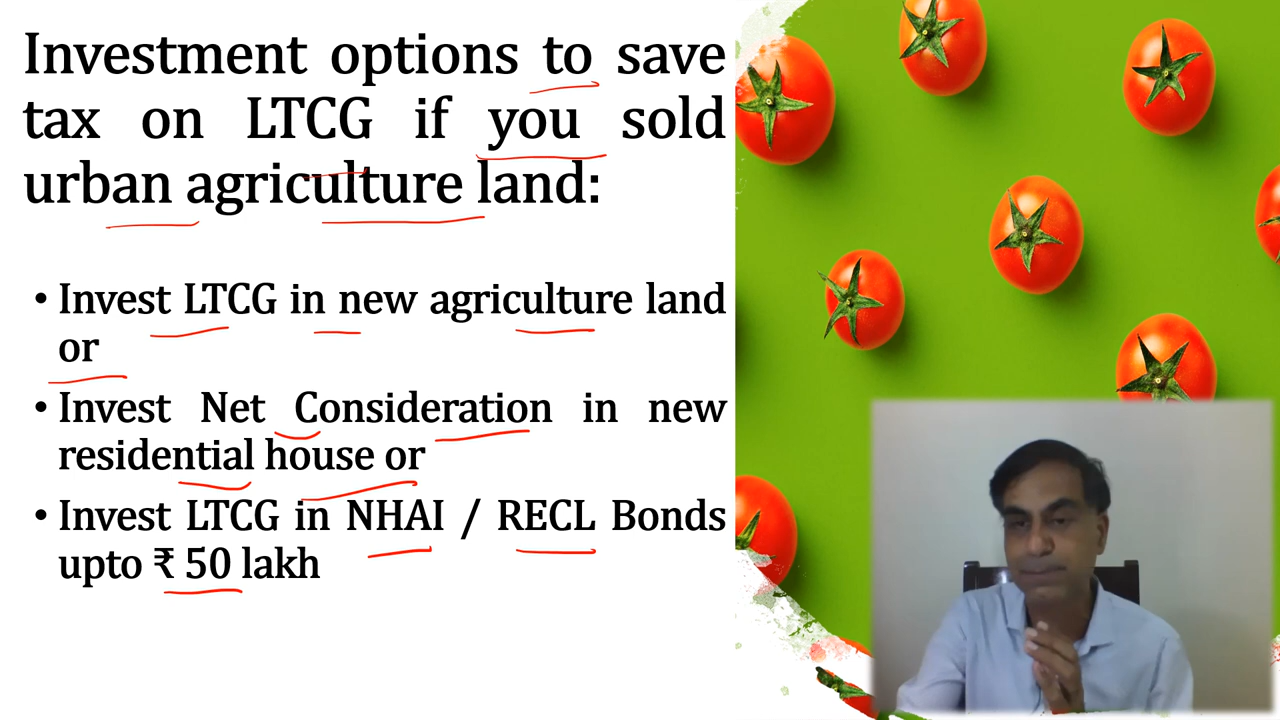 Investment options to save
tax on LTCG if you sold
urban agriculture land:
• Invest LTCG in new agriculture land
or
• Invest Net Consideration in new
residential house or
• Invest LTCG in NHAI / RECL Bonds
upto ₹ 50 lakh